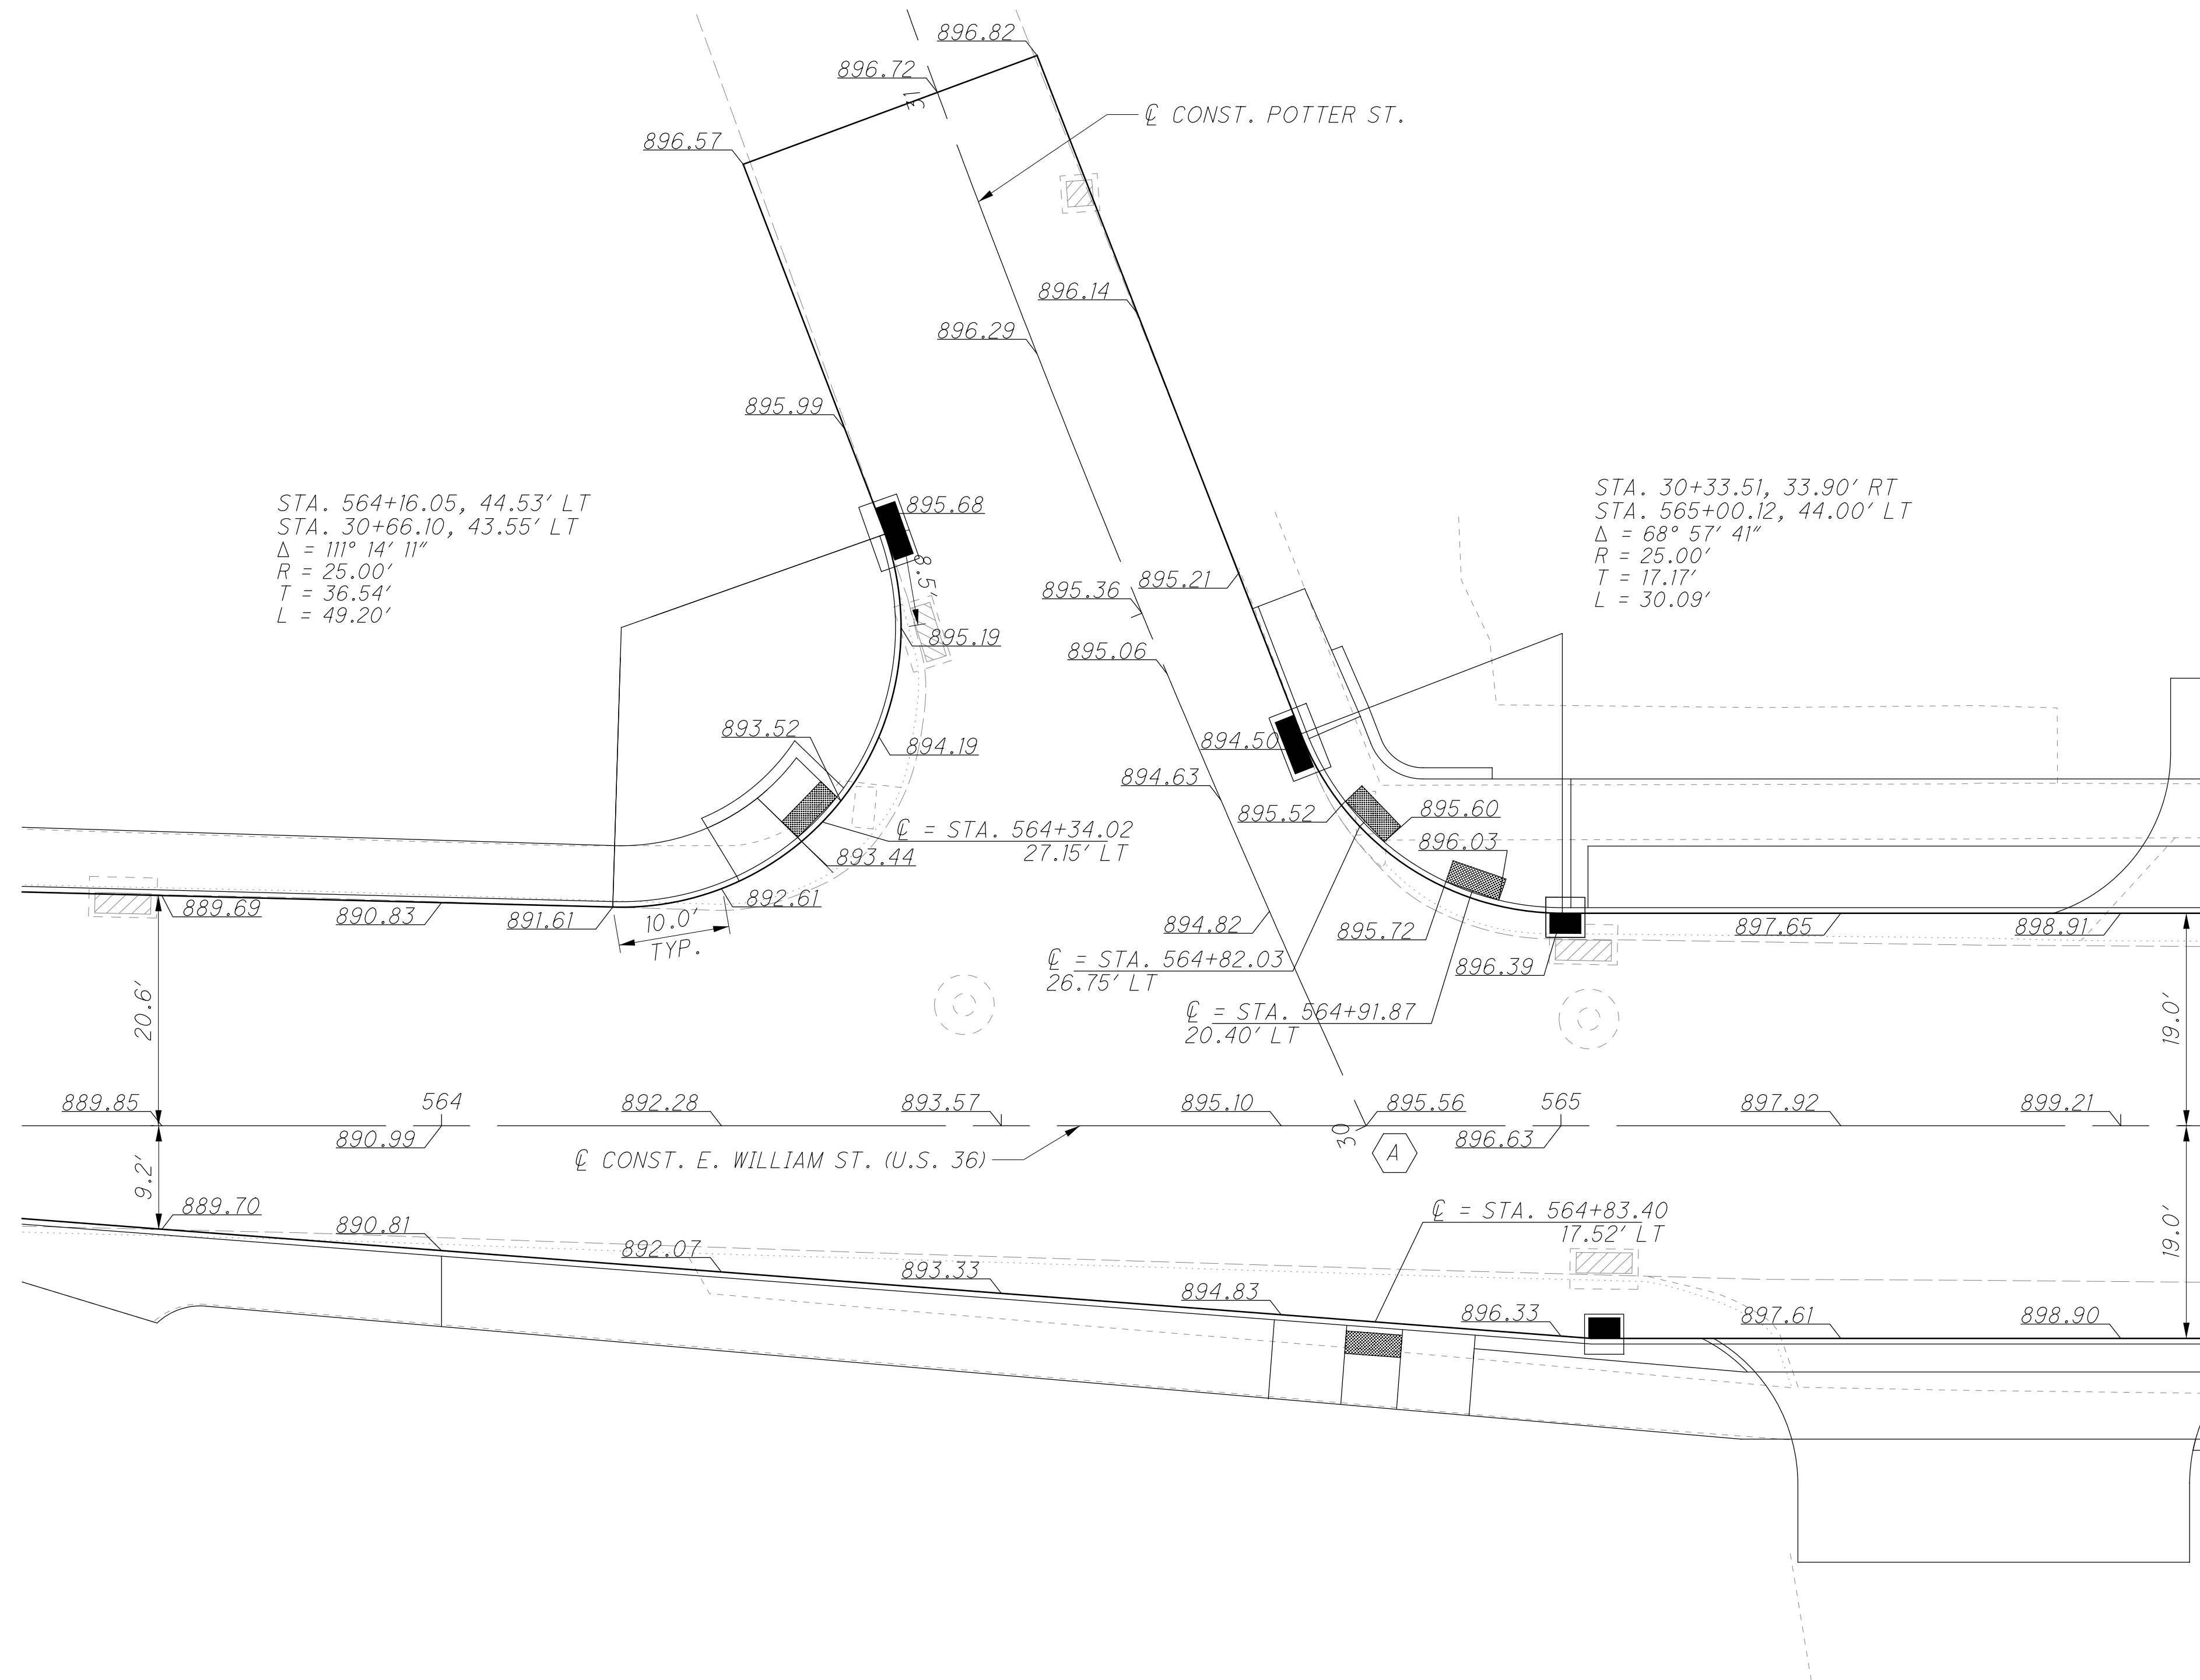 896.82
896.72
31
℄ CONST. POTTER ST.
896.57
896.14
896.29
895.99
STA. 564+16.05, 44.53' LT
STA. 30+66.10, 43.55' LT
Δ = 111° 14' 11"
R = 25.00'
T = 36.54'
L = 49.20'
STA. 30+33.51, 33.90' RT
STA. 565+00.12, 44.00' LT
Δ = 68° 57' 41"
R = 25.00'
T = 17.17'
L = 30.09'
895.68
8.5'
895.21
895.36
895.19
895.06
893.52
894.19
894.50
894.63
895.52
895.60
℄ = STA. 564+34.02
27.15' LT
893.44
896.03
892.61
889.69
890.83
891.61
10.0'
TYP.
894.82
895.72
897.65
898.91
℄ = STA. 564+82.03
26.75' LT
896.39
℄ = STA. 564+91.87
20.40' LT
20.6'
19.0'
889.85
564
892.28
893.57
895.10
895.56
565
897.92
899.21
890.99
30
896.63
A
℄ CONST. E. WILLIAM ST. (U.S. 36)
9.2'
19.0'
889.70
890.81
892.07
893.33
894.83
℄ = STA. 564+83.40
17.52' LT
896.33
897.61
898.90